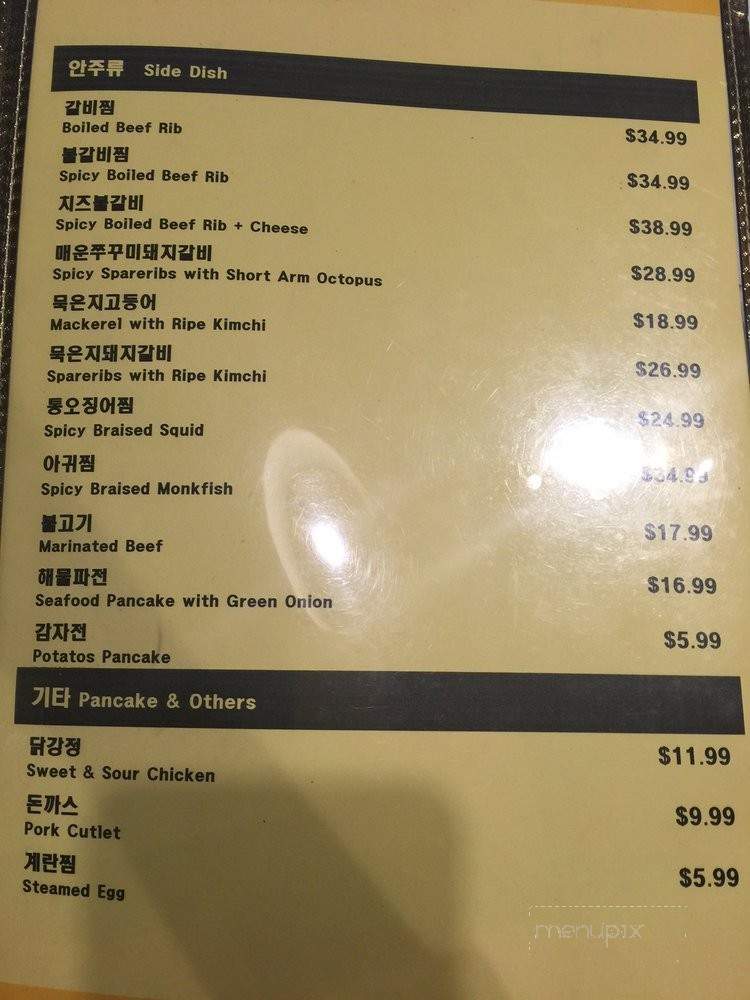 안주류 Side Dish
갈비찜
Boiled Beef Rib $34.99
불갈비찜
Spicy Boiled Beef Rib $34.99
치즈불갈비
Spicy Boiled Beef Rib + Cheese $38.99
매운쭈꾸미돼지갈비
Spicy Spareribs with Short Arm Octopus $28.99
묵은지고등어
Mackerel with Ripe Kimchi $18.99
묵은지돼지갈비
Spareribs with Ripe Kimchi $26.99
통오징어찜
Spicy Braised Squid $24.99
아귀찜
Spicy Braised Monkfish $34.99
불고기
Marinated Beef $17.99
해물파전
Seafood Pancake with Green Onion $16.99
감자전
Potatos Pancake $5.99
기타 Pancake & Others
닭강정
Sweet & Sour Chicken $11.99
돈까스
Pork Cutlet $9.99
계란찜
Steamed Egg $5.99
menupix